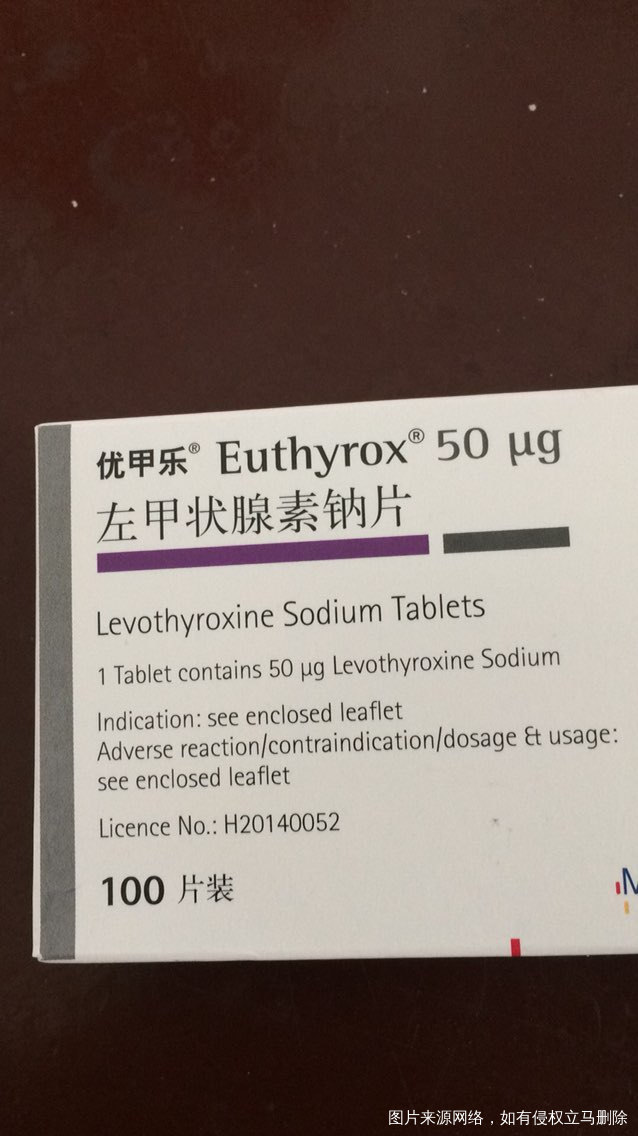 优甲乐® Euthyrox® 50 µg
左甲状腺素钠片
Levothyroxine Sodium Tablets
1 Tablet contains 50 µg Levothyroxine Sodium
Indication: see enclosed leaflet
Adverse reaction/contraindication/dosage & usage:
see enclosed leaflet
Licence No.: H20140052
100 片装
M
图片来源网络，如有侵权立马删除